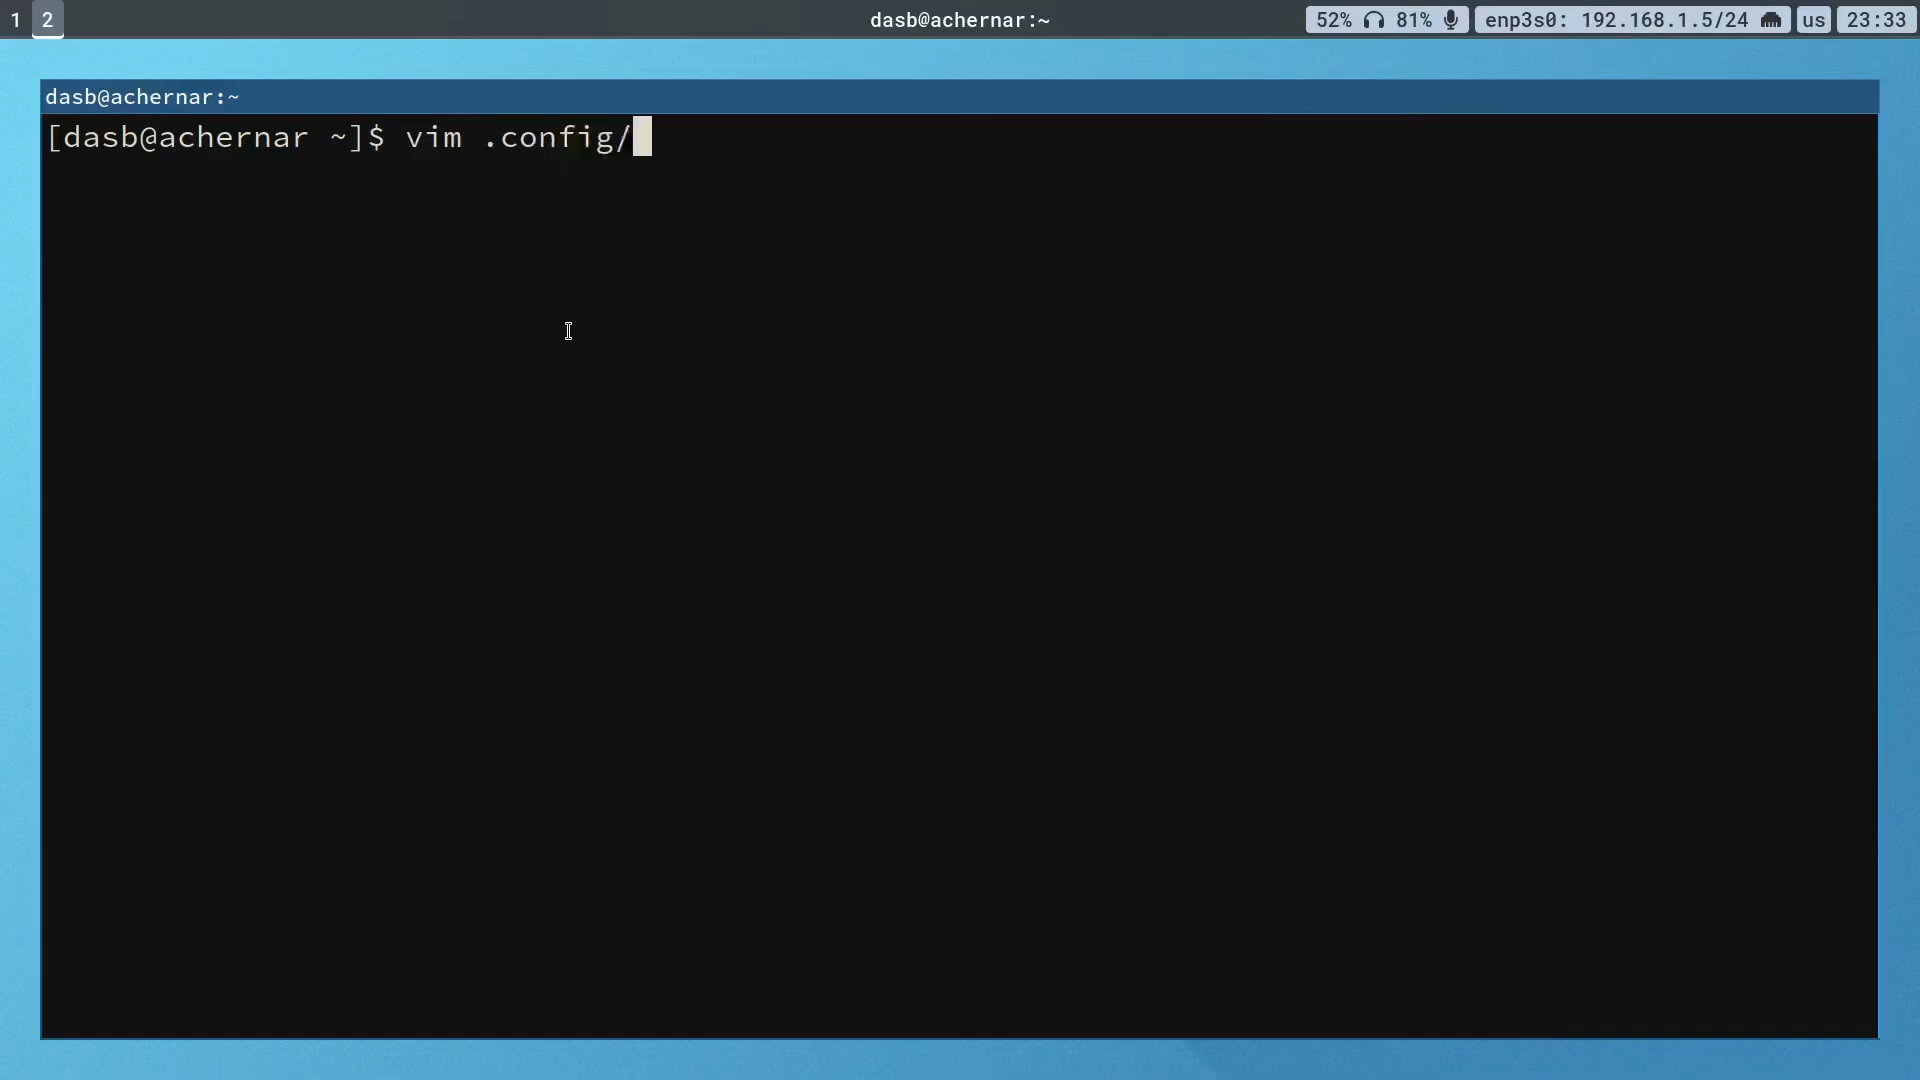 1 2 dasb@achernar:~ 52% 81% enp3s0: 192.168.1.5/24 us 23:33
dasb@achernar:~
[dasb@achernar ~]$ vim .config/